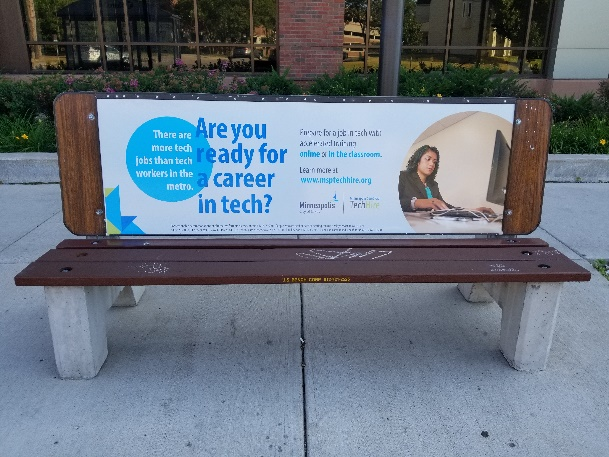 There are
more tech
jobs than tech
workers in the
metro.
Are you
ready for
a career
in tech?
Prepare for a job in tech with
accelerated training
online or in the classroom.
Learn more at
www.msptechhire.org
Minneapolis
TechHire
U.S. BENCH CORP